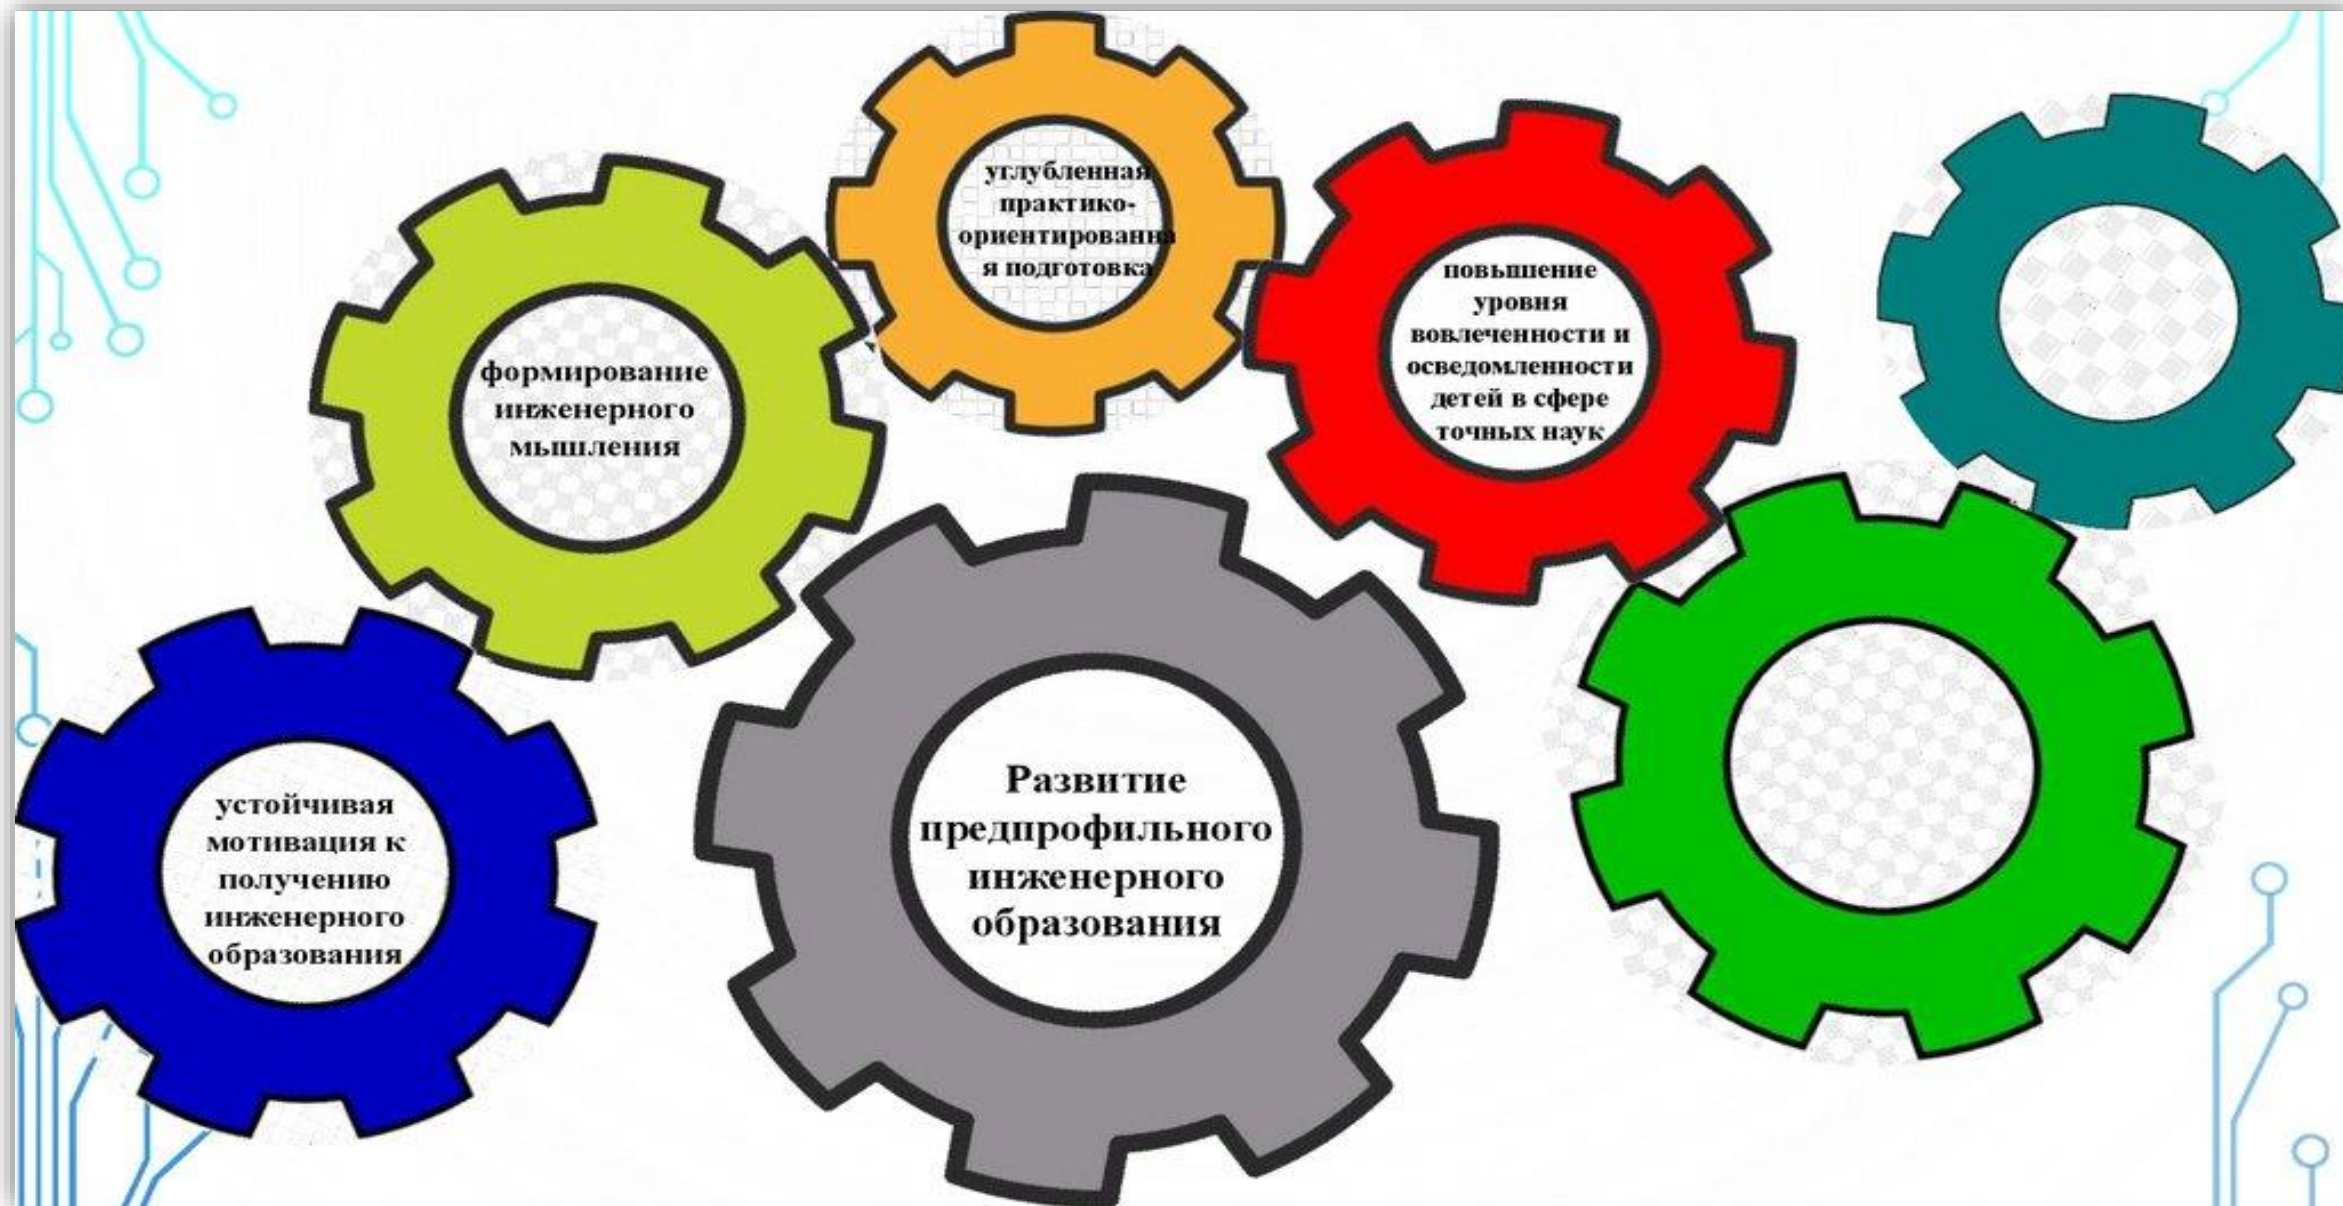 углубленная
практико-
ориентированна
я подготовка
повышение
уровня
вовлеченности и
осведомленности
детей в сфере
точных наук
формирование
инженерного
мышления
устойчивая
мотивация к
получению
инженерного
образования
Развитие
предпрофильного
инженерного
образования